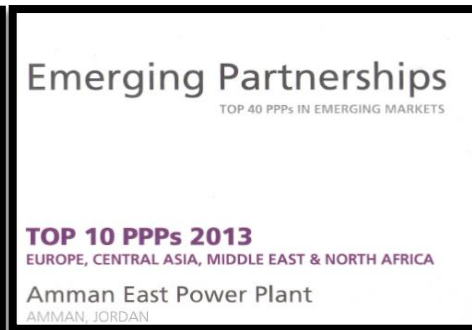 Emerging Partnerships
TOP 40 PPPs IN EMERGING MARKETS
TOP 10 PPPs 2013
EUROPE, CENTRAL ASIA, MIDDLE EAST & NORTH AFRICA
Amman East Power Plant
AMMAN, JORDAN